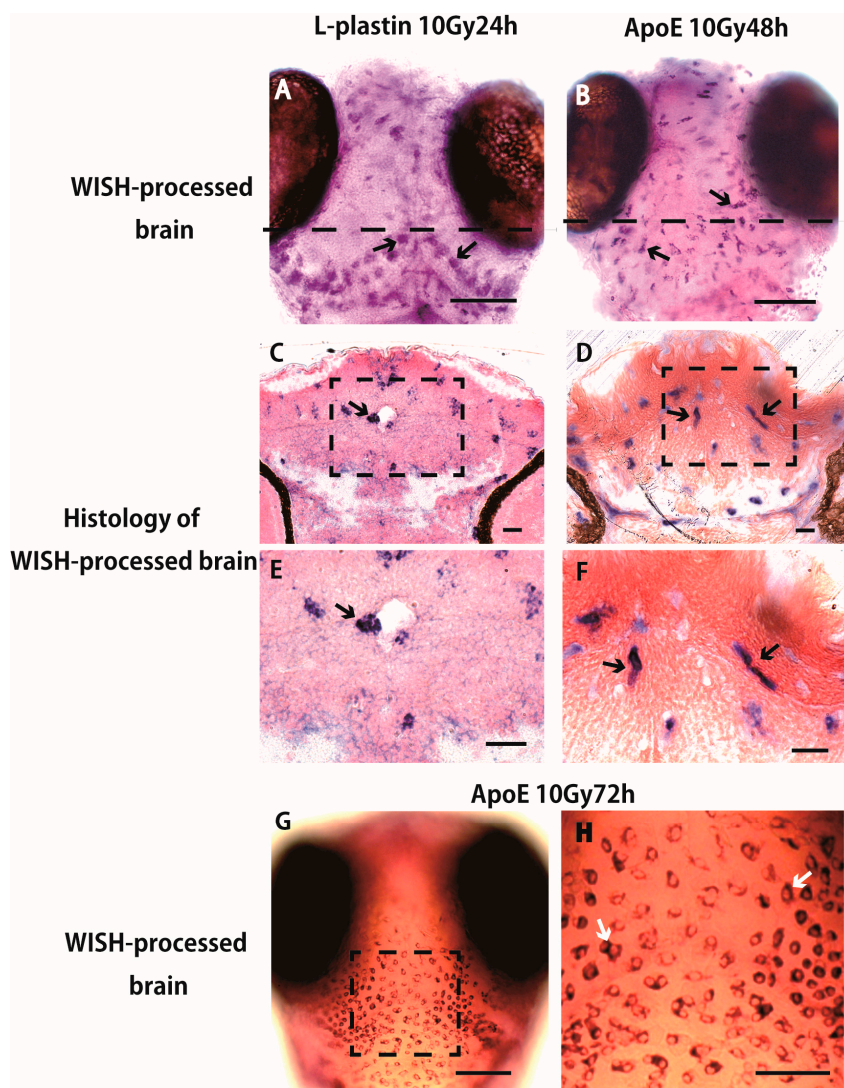 L-plastin 10Gy24h
ApoE 10Gy48h
A
B
WISH-processed
brain
C
D
Histology of
WISH-processed brain
E
F
ApoE 10Gy72h
G
H
WISH-processed
brain